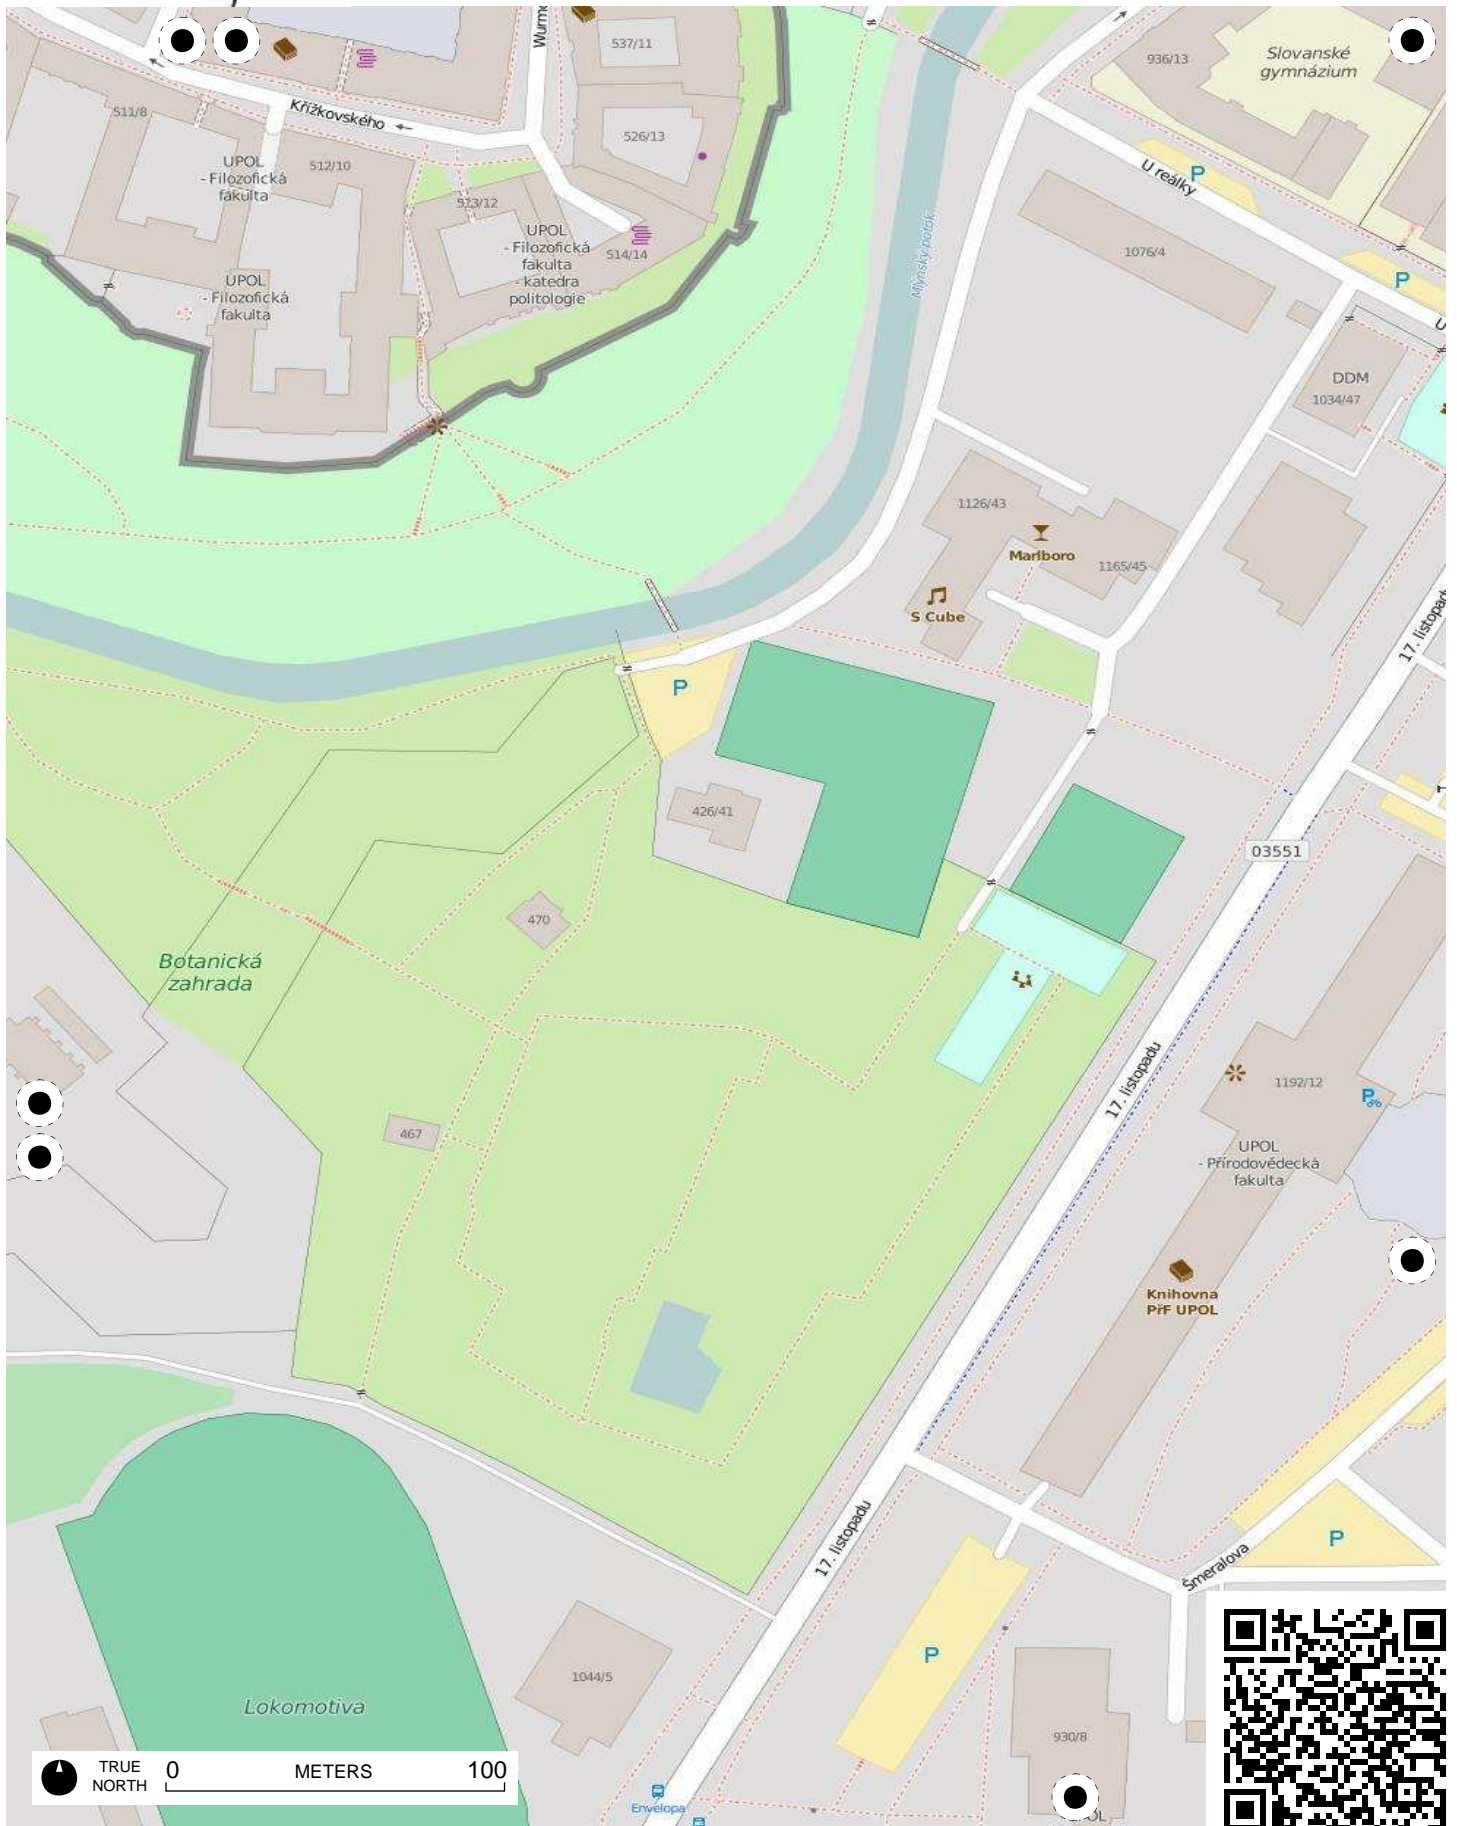 537/11
936/13
Slovanské
gymnázium
511/8
Křížkovského
Wurmo
526/13
P
U reálky
UPOL
- Filozofická
fakulta
512/10
513/12
UPOL
- Filozofická
fakulta
- katedra
politologie
514/14
Mlýnský potok
1076/4
P
UPOL
- Filozofická
fakulta
U
DDM
1034/47
1126/43
Marlboro
1165/45
S Cube
17. listopadu
P
426/41
03551
470
Botanická
zahrada
17. listopadu
1192/12
P
467
UPOL
- Přírodovědecká
fakulta
Knihovna
PřF UPOL
17. listopadu
P
Šmeralova
1044/5
P
Lokomotiva
930/8
TRUE
NORTH
0
METERS
100
Envelopa